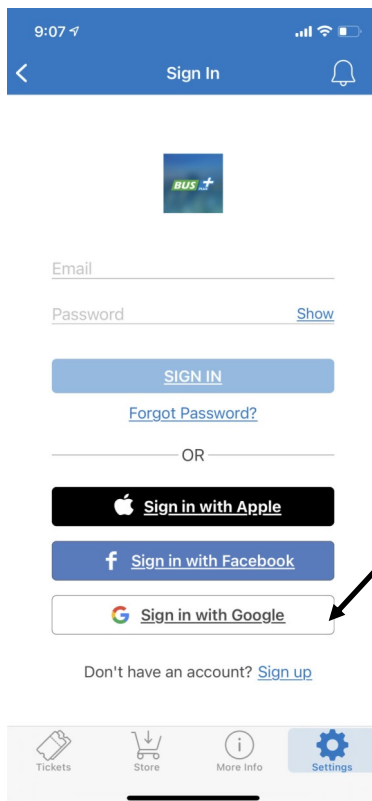 9:07
Sign In
BUS
Email
Password Show
SIGN IN
Forgot Password?
OR
Sign in with Apple
f Sign in with Facebook
G Sign in with Google
Don't have an account? Sign up
Tickets Store More Info Settings